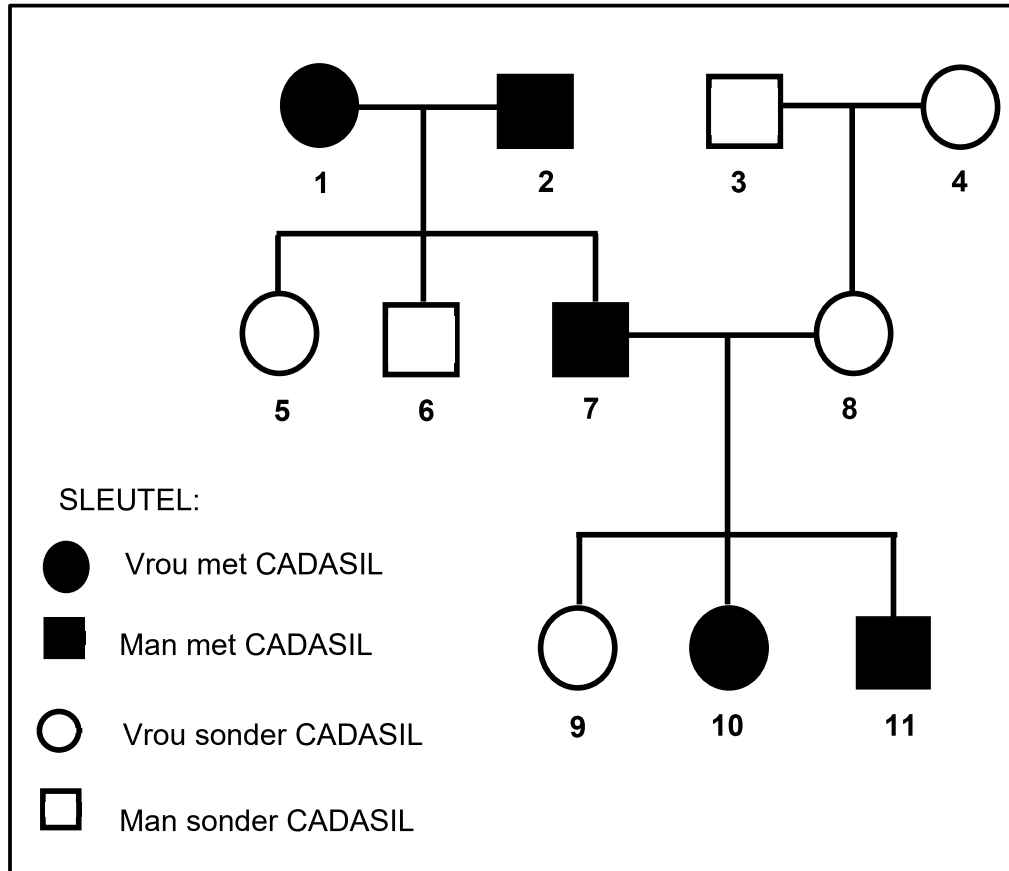 1 2 3 4
5 6 7 8
SLEUTEL:
Vrou met CADASIL
Man met CADASIL
Vrou sonder CADASIL
Man sonder CADASIL
9 10 11